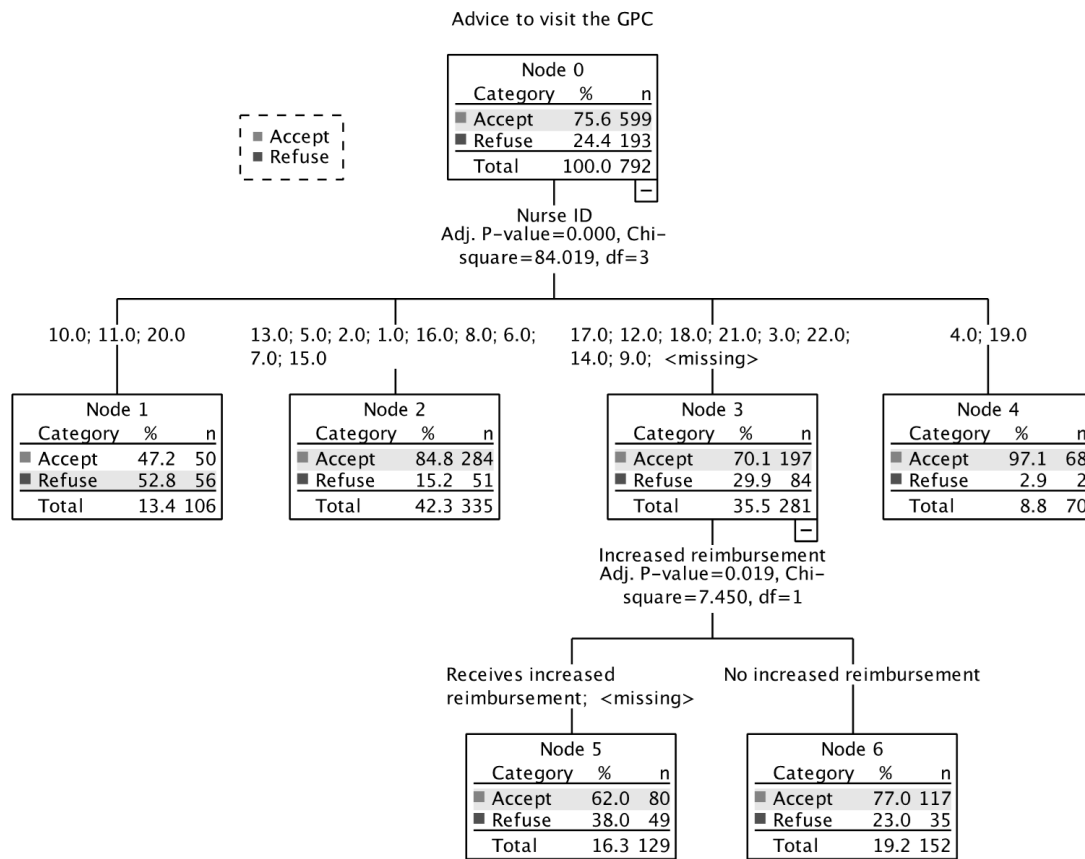 Advice to visit the GPC
Node 0
Category % n
Accept 75.6 599
Refuse 24.4 193
Total 100.0 792
Accept
Refuse
Nurse ID
Adj. P-value=0.000, Chi-
square=84.019, df=3
10.0; 11.0; 20.0
13.0; 5.0; 2.0; 1.0; 16.0; 8.0; 6.0;
7.0; 15.0
17.0; 12.0; 18.0; 21.0; 3.0; 22.0;
14.0; 9.0; <missing>
4.0; 19.0
Node 1
Category % n
Accept 47.2 50
Refuse 52.8 56
Total 13.4 106
Node 2
Category % n
Accept 84.8 284
Refuse 15.2 51
Total 42.3 335
Node 3
Category % n
Accept 70.1 197
Refuse 29.9 84
Total 35.5 281
Node 4
Category % n
Accept 97.1 68
Refuse 2.9 2
Total 8.8 70
Increased reimbursement
Adj. P-value=0.019, Chi-
square=7.450, df=1
Receives increased
reimbursement; <missing>
No increased reimbursement
Node 5
Category % n
Accept 62.0 80
Refuse 38.0 49
Total 16.3 129
Node 6
Category % n
Accept 77.0 117
Refuse 23.0 35
Total 19.2 152